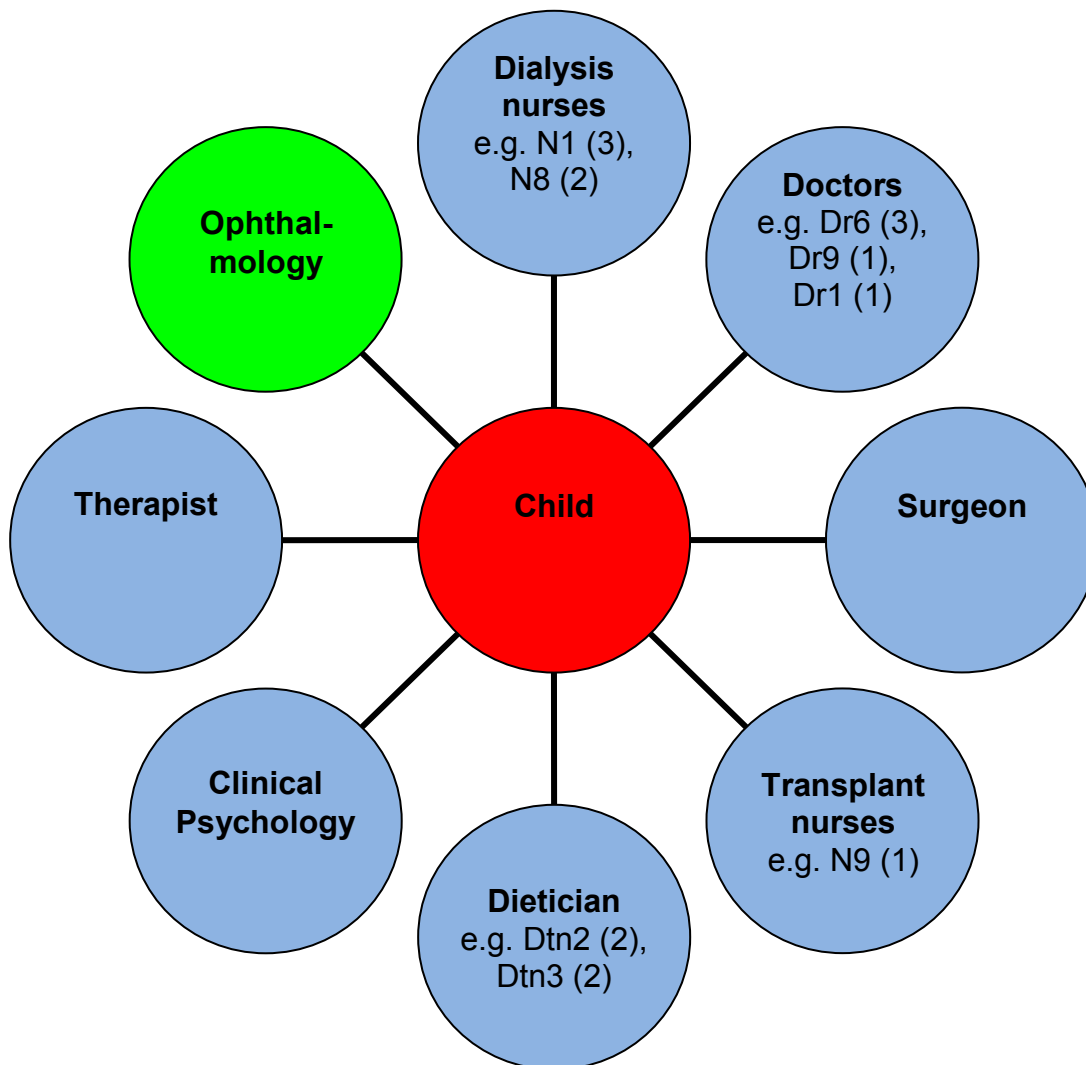 Dialysis
nurses
e.g. N1 (3),
N8 (2)
Doctors
e.g. Dr6 (3),
Dr9 (1),
Dr1 (1)
Ophthal-
mology
Therapist
Child
Surgeon
Clinical
Psychology
Transplant
nurses
e.g. N9 (1)
Dietician
e.g. Dtn2 (2),
Dtn3 (2)